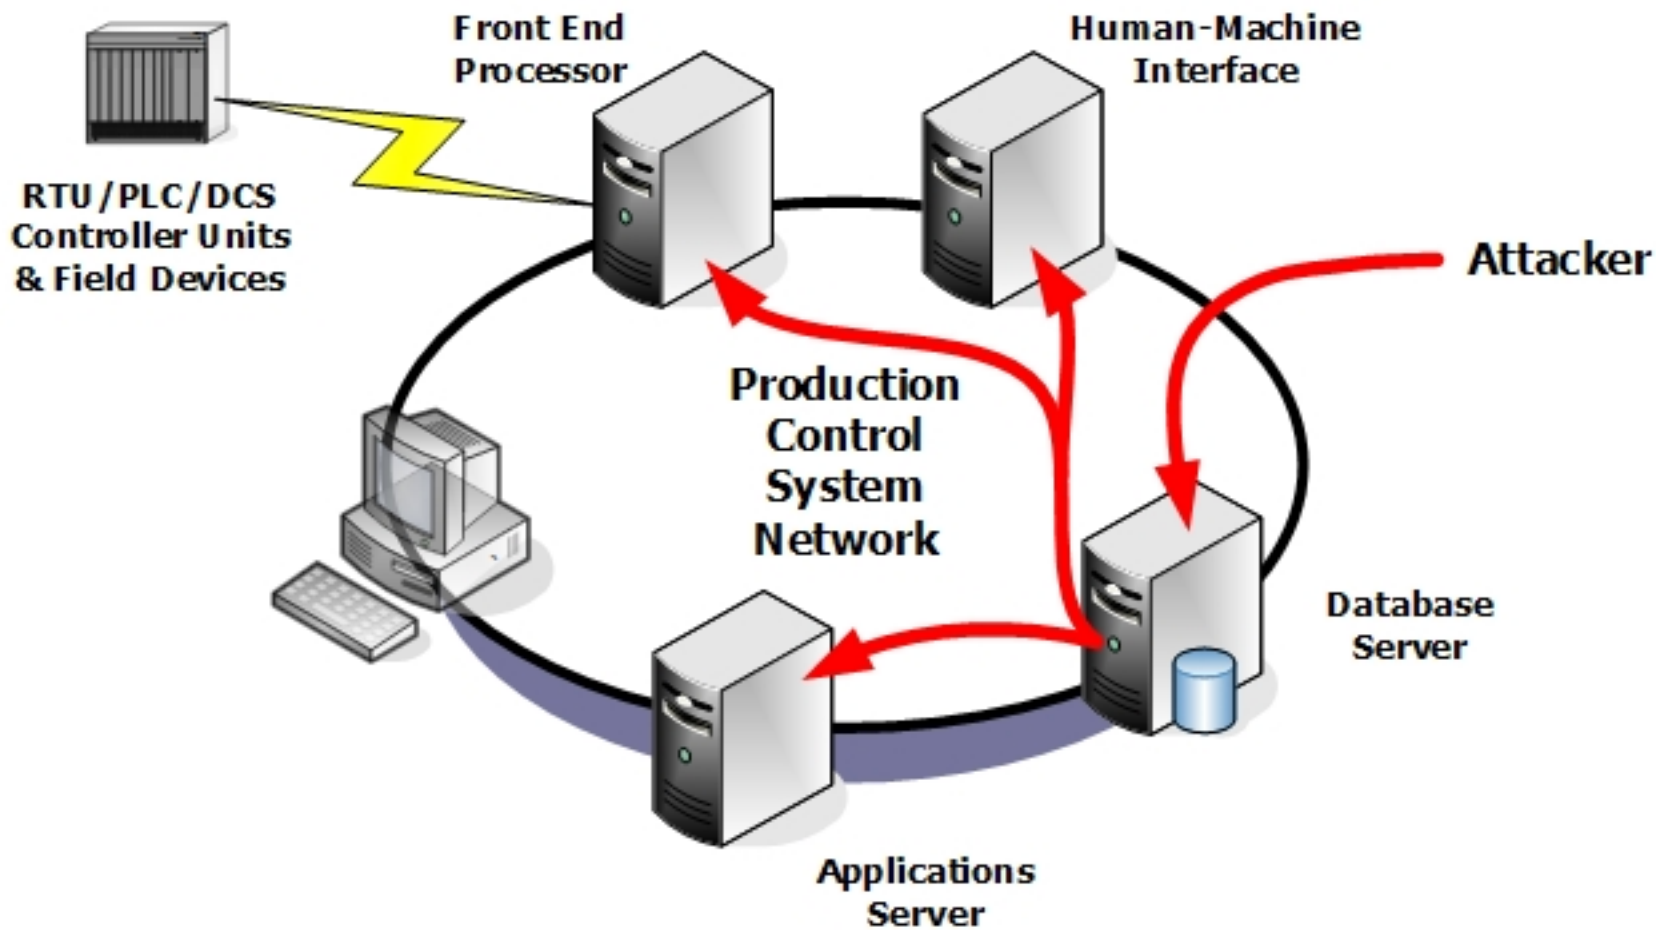 Front End
Processor
Human-Machine
Interface
RTU/PLC/DCS
Controller Units
& Field Devices
Attacker
Production
Control
System
Network
Database
Server
Applications
Server